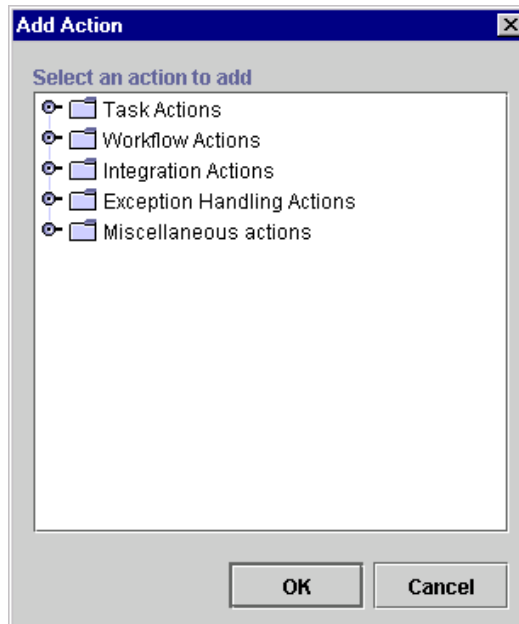 Add Action
Select an action to add
Task Actions
Workflow Actions
Integration Actions
Exception Handling Actions
Miscellaneous actions
OK
Cancel